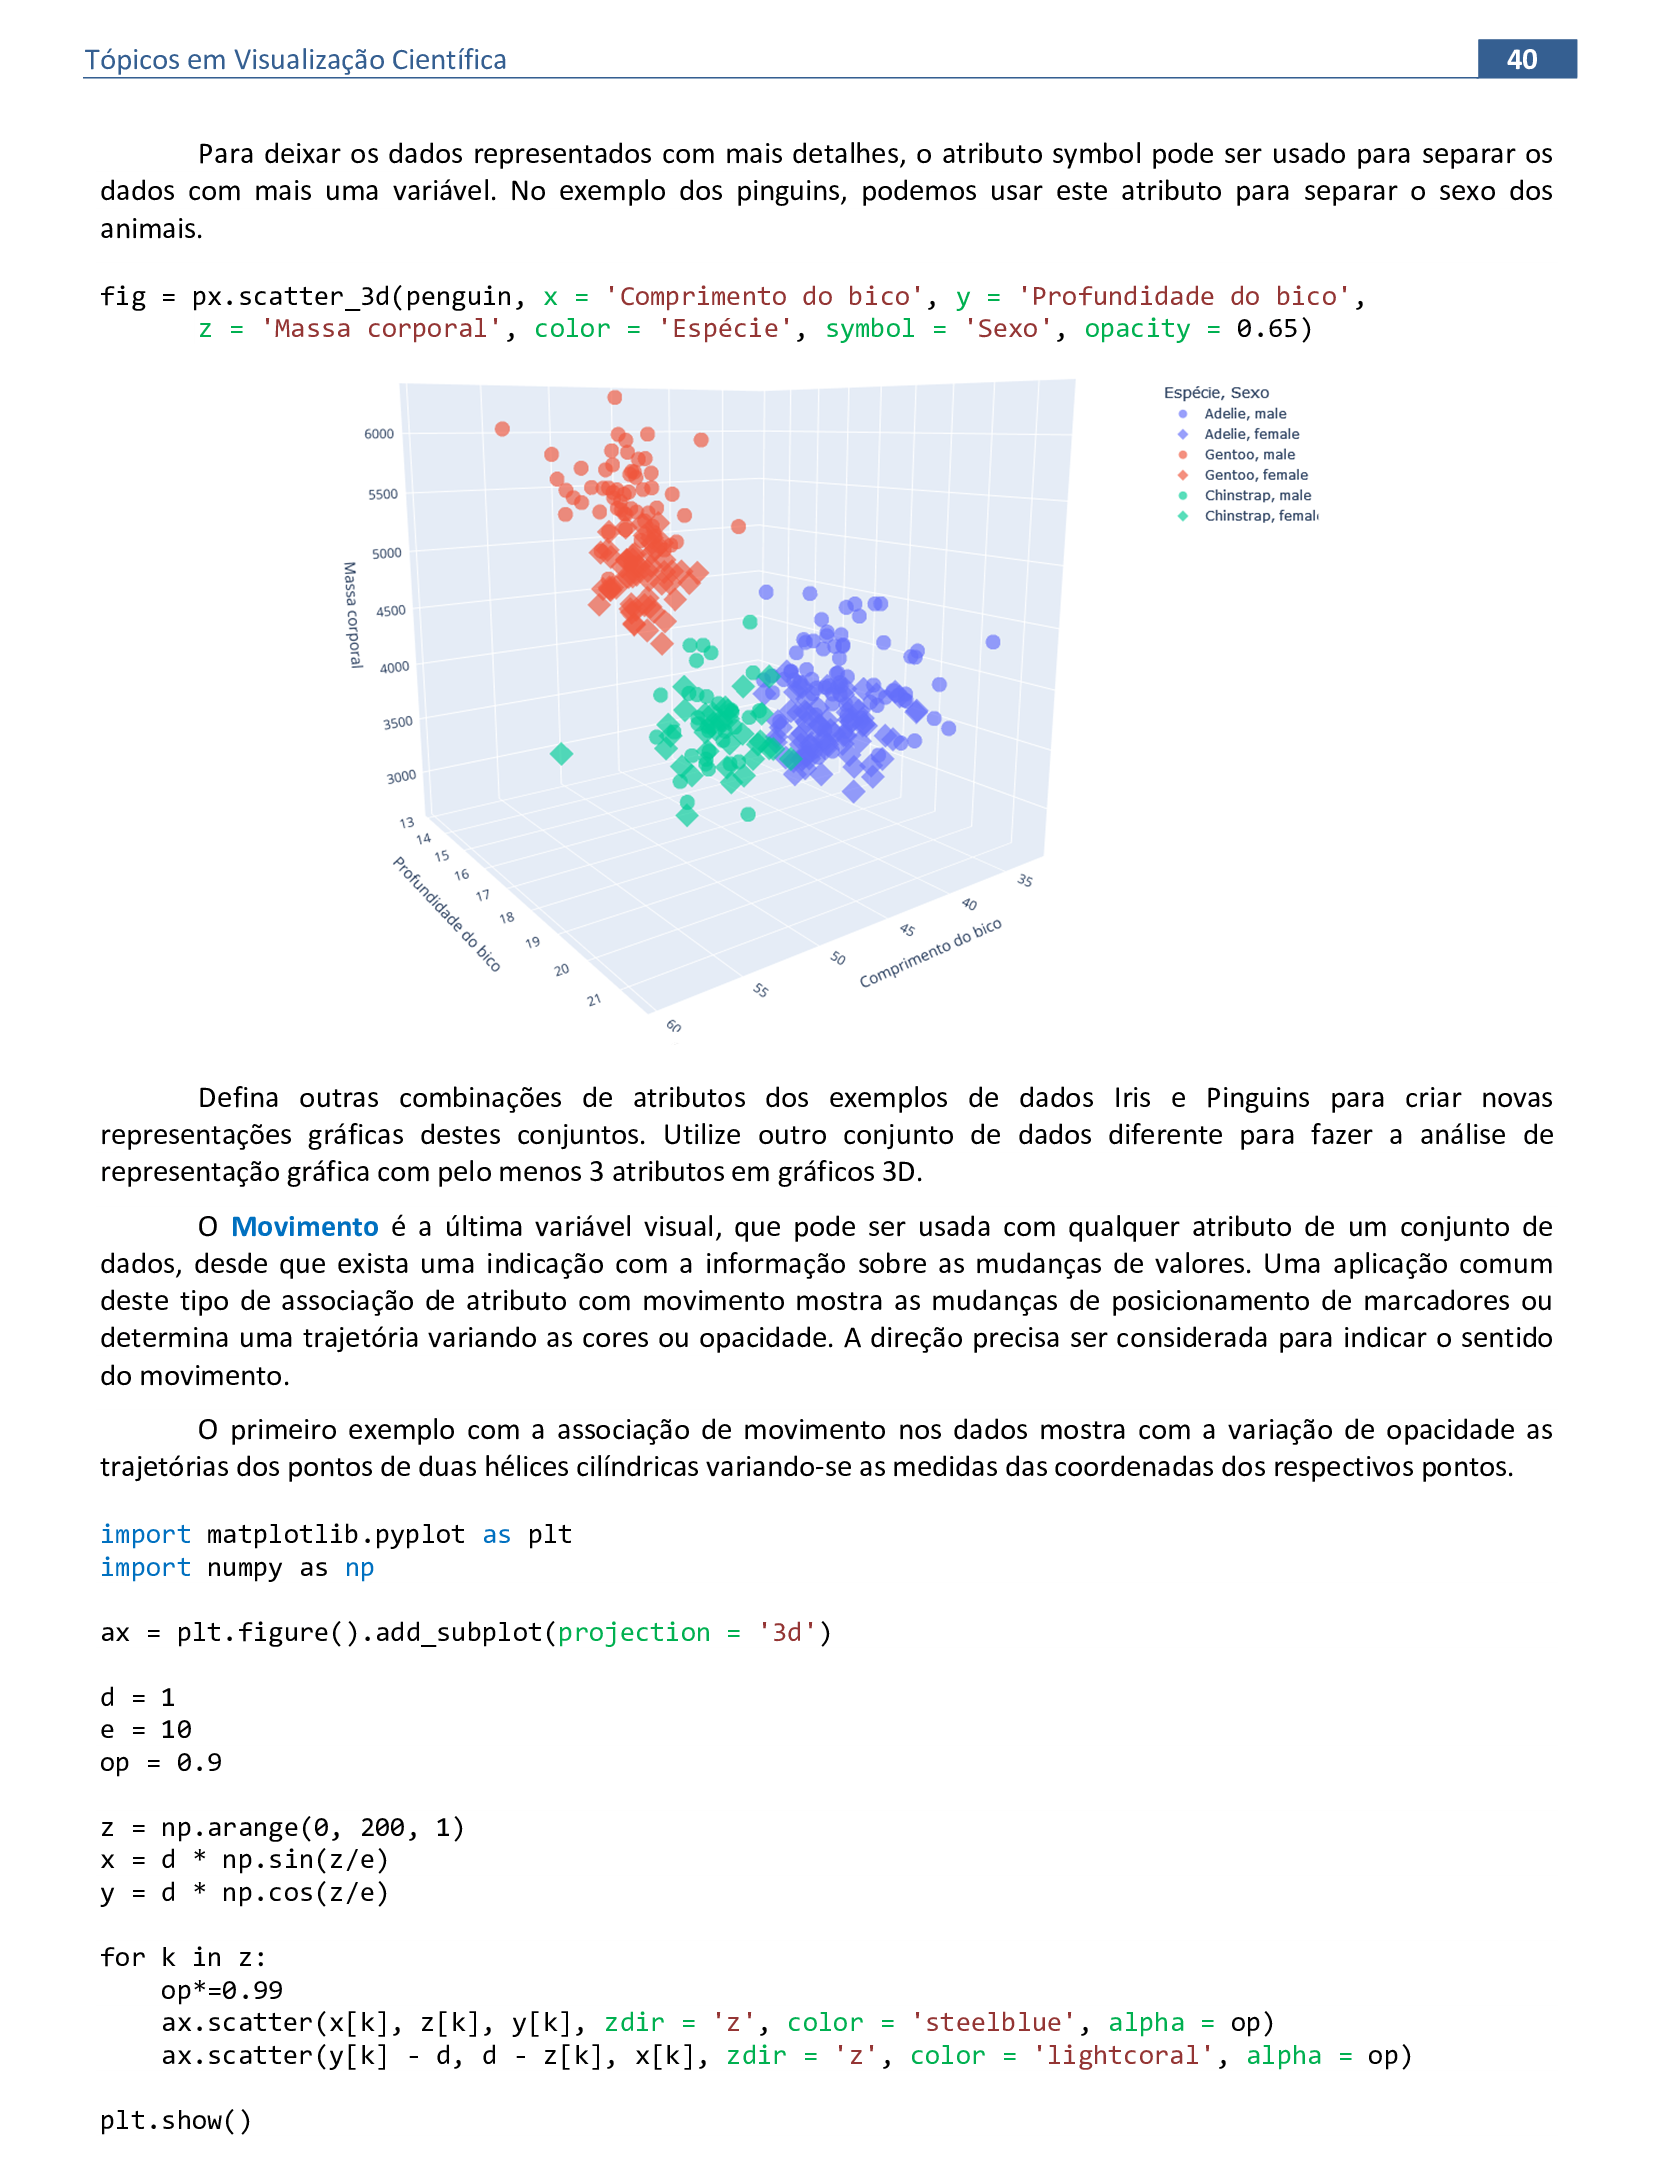 Tópicos em Visualização Científica 40
Para deixar os dados representados com mais detalhes, o atributo symbol pode ser usado para separar os
dados com mais uma variável. No exemplo dos pinguins, podemos usar este atributo para separar o sexo dos
animais.
fig = px.scatter_3d(penguin, x = 'Comprimento do bico', y = 'Profundidade do bico',
z = 'Massa corporal', color = 'Espécie', symbol = 'Sexo', opacity = 0.65)
Espécie, Sexo
Adelie, male
Adelie, female
Gentoo, male
Gentoo, female
Chinstrap, male
Chinstrap, femal
6000
5500
5000
4500
4000
3500
3000
Massa corporal
13
14
15
16
17
18
19
20
21
Profundidade do bico
35
40
45
50
55
60
Comprimento do bico
Defina outras combinações de atributos dos exemplos de dados Iris e Pinguins para criar novas
representações gráficas destes conjuntos. Utilize outro conjunto de dados diferente para fazer a análise de
representação gráfica com pelo menos 3 atributos em gráficos 3D.
O Movimento é a última variável visual, que pode ser usada com qualquer atributo de um conjunto de
dados, desde que exista uma indicação com a informação sobre as mudanças de valores. Uma aplicação comum
deste tipo de associação de atributo com movimento mostra as mudanças de posicionamento de marcadores ou
determina uma trajetória variando as cores ou opacidade. A direção precisa ser considerada para indicar o sentido
do movimento.
O primeiro exemplo com a associação de movimento nos dados mostra com a variação de opacidade as
trajetórias dos pontos de duas hélices cilíndricas variando-se as medidas das coordenadas dos respectivos pontos.
import matplotlib.pyplot as plt
import numpy as np
ax = plt.figure().add_subplot(projection = '3d')
d = 1
e = 10
op = 0.9
z = np.arange(0, 200, 1)
x = d * np.sin(z/e)
y = d * np.cos(z/e)
for k in z:
    op*=0.99
    ax.scatter(x[k], z[k], y[k], zdir = 'z', color = 'steelblue', alpha = op)
    ax.scatter(y[k] - d, d - z[k], x[k], zdir = 'z', color = 'lightcoral', alpha = op)
plt.show()